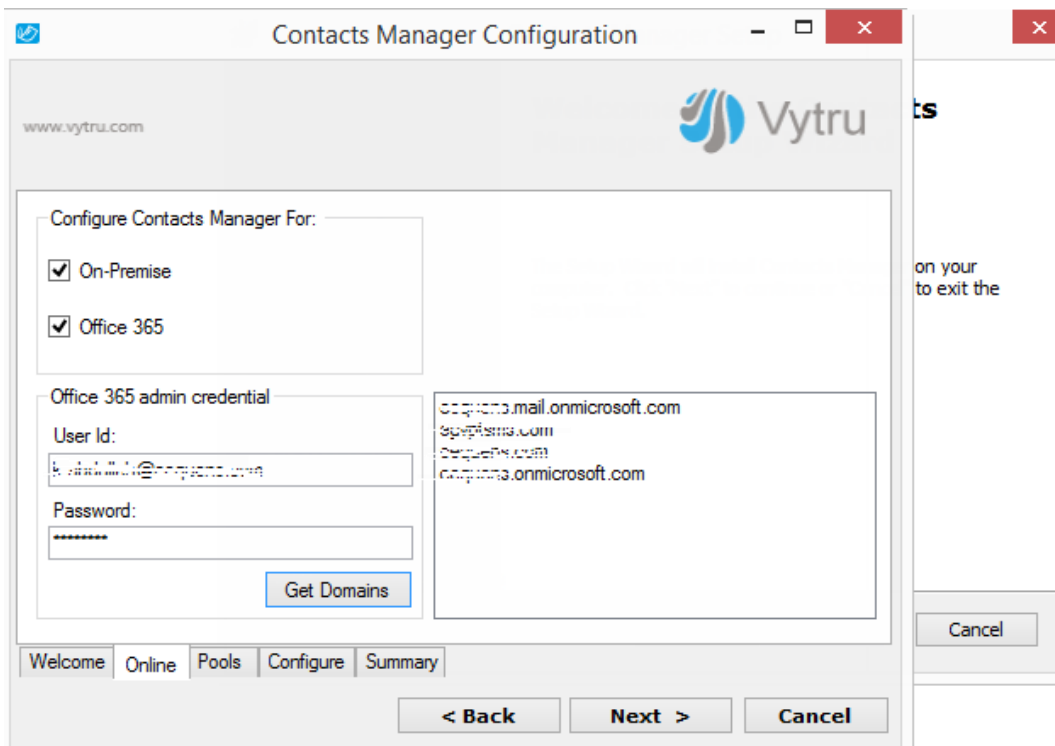 Contacts Manager Configuration
www.vytru.com
Vytru
ts
Configure Contacts Manager For:
On-Premise
Office 365
on your
to exit the
Office 365 admin credential
User Id:
Password:
********
Get Domains
.mail.onmicrosoft.com
.onmicrosoft.com
Cancel
Welcome
Online
Pools
Configure
Summary
< Back
Next >
Cancel